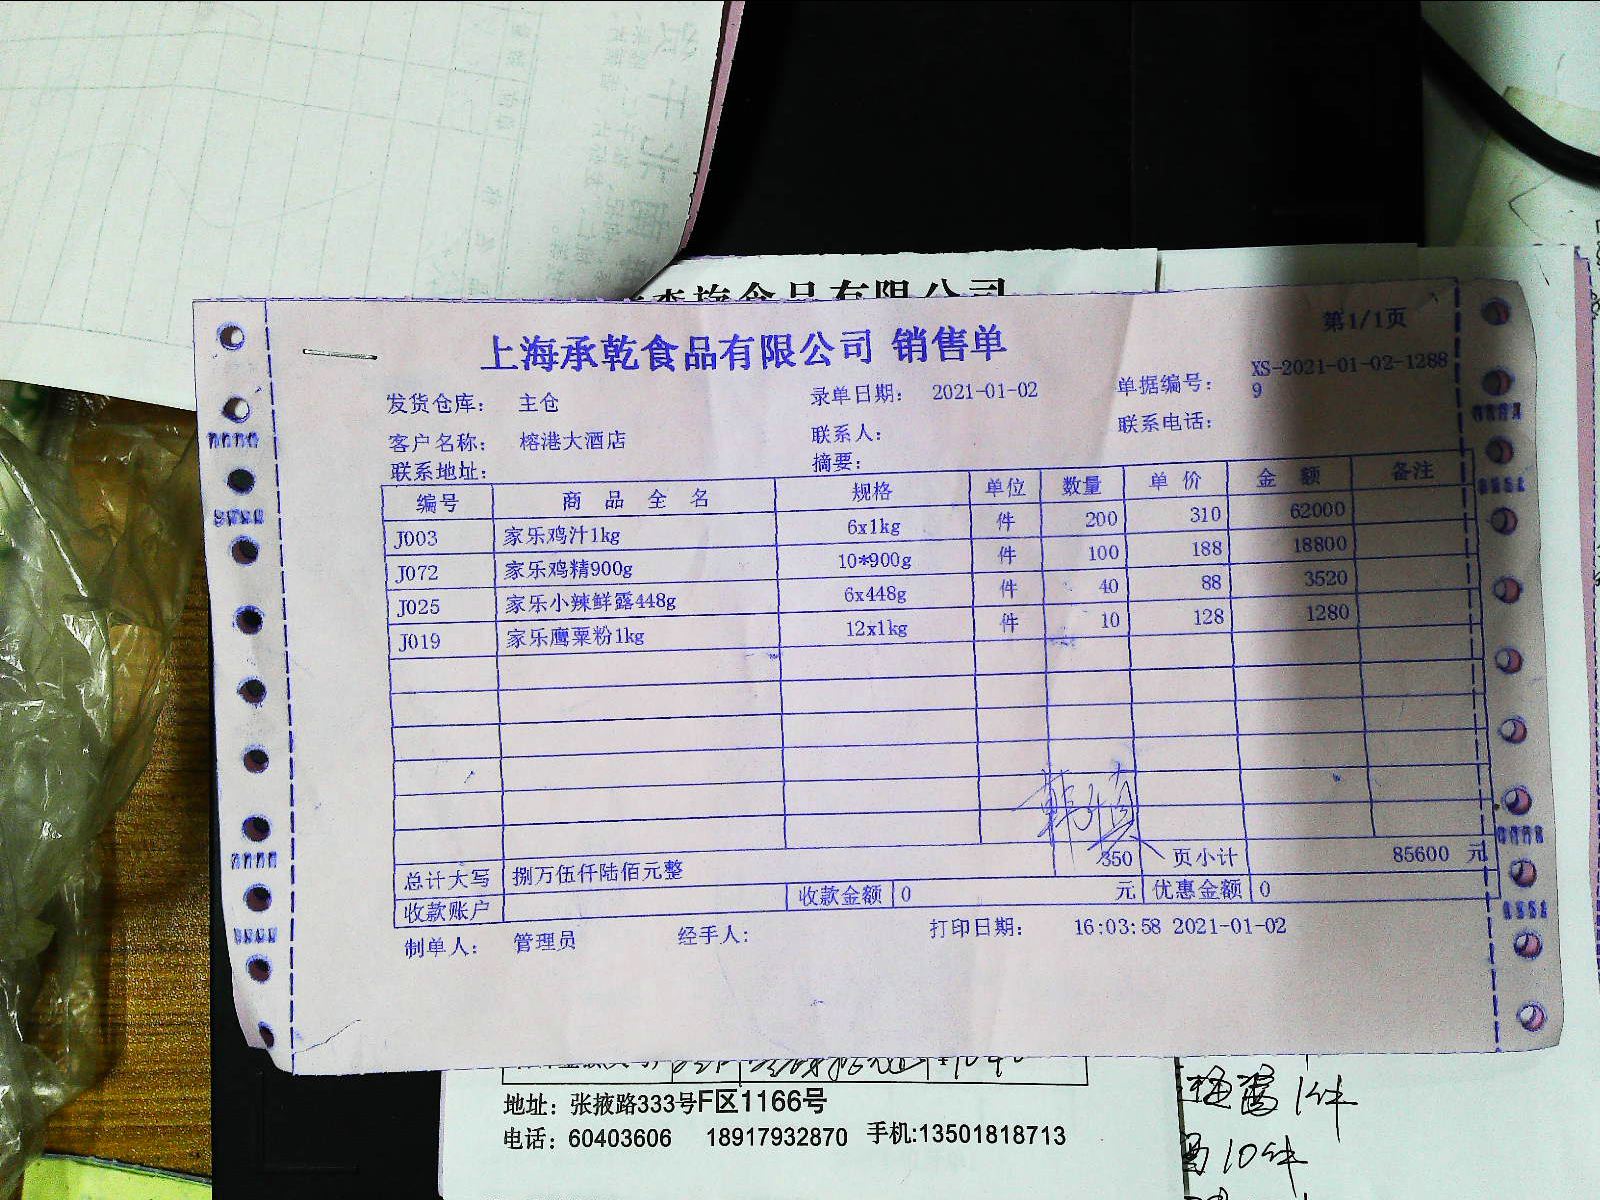 食品有限公司
上海承乾食品有限公司 销售单
第1/1页
发货仓库： 主仓 录单日期： 2021-01-02 单据编号： XS-2021-01-02-1288
9
客户名称： 榕港大酒店 联系人： 联系电话：
联系地址： 摘要：
编号 商品全名 规格 单位 数量 单价 金额 备注
J003 家乐鸡汁1kg 6x1kg 件 200 310 62000
J072 家乐鸡精900g 10*900g 件 100 188 18800
J025 家乐小辣鲜露448g 6x448g 件 40 88 3520
J019 家乐鹰粟粉1kg 12x1kg 件 10 128 1280
总计大写 捌万伍仟陆佰元整 350 页小计 85600 元
收款账户 收款金额 0 元 优惠金额 0
制单人： 管理员 经手人： 打印日期： 16:03:58 2021-01-02
地址：张掖路333号F区1166号
电话：60403606 18917932870 手机:13501818713
1件
10件